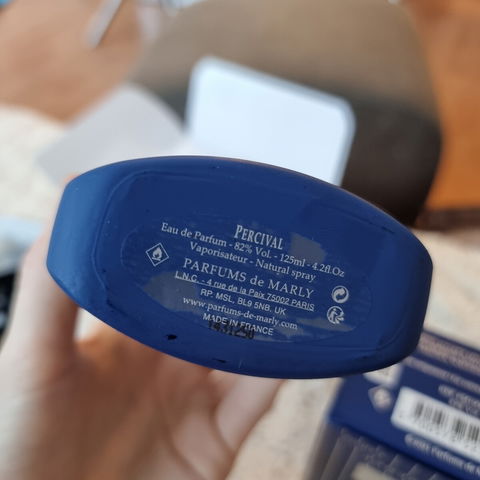 PERCIVAL
Eau de Parfum - 82% Vol. - 125ml - 4.2fl.Oz
Vaporisateur - Natural spray
PARFUMS de MARLY
L.N.C. - 4 rue de la Paix 75002 PARIS
RP. MSL, BL9 5NB. UK
www.parfums-de-marly.com
MADE IN FRANCE